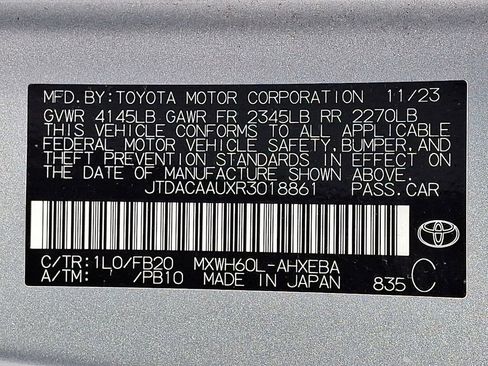 MFD.BY:TOYOTA MOTOR CORPORATION 11/23
GVWR 4145LB GAWR FR 2345LB RR 2270LB
THIS VEHICLE CONFORMS TO ALL APPLICABLE
FEDERAL MOTOR VEHICLE SAFETY, BUMPER, AND
THEFT PREVENTION STANDARDS IN EFFECT ON
THE DATE OF MANUFACTURE SHOWN ABOVE.
JTDACAAUXR3018861 PASS.CAR
C/TR:1L0/FB20 MXWH60L-AHXEBA
A/TM: ' /PB10 MADE IN JAPAN 835 C